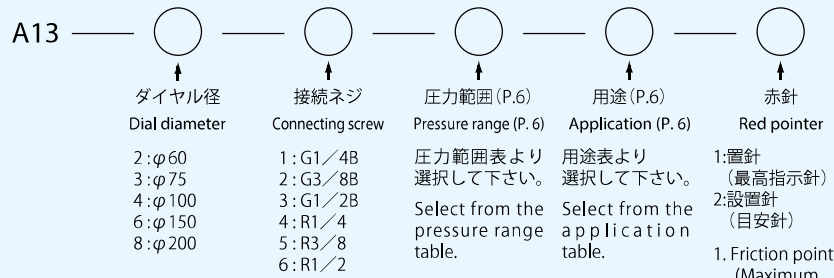 A13
ダイヤル径
Dial diameter
2 : φ60
3 : φ75
4 : φ100
6 : φ150
8 : φ200
接続ネジ
Connecting screw
1 : G1／4B
2 : G3／8B
3 : G1／2B
4 : R1／4
5 : R3／8
6 : R1／2
圧力範囲(P.6)
Pressure range (P. 6)
圧力範囲表より
選択して下さい。
Select from the
pressure range
table.
用途(P.6)
Application (P. 6)
用途表より
選択して下さい。
Select from the
application
table.
赤針
Red pointer
1:置針
（最高指示針）
2:設置針
（目安針）
1. Friction point
(Maximum